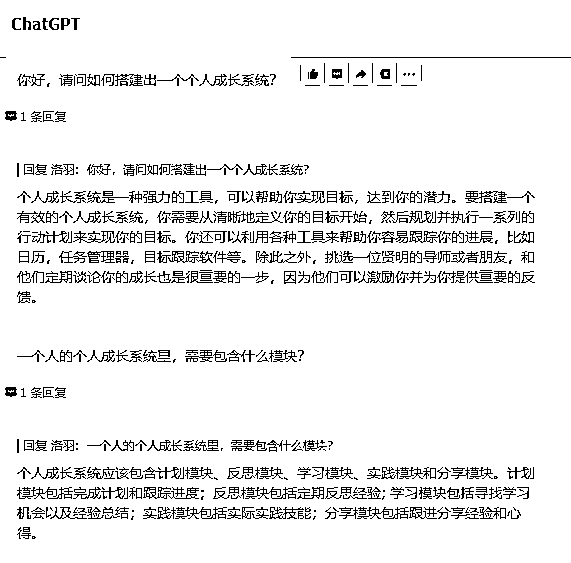 ChatGPT
你好，请问如何搭建出一个个人成长系统？
1 条回复
回复 洛羽：你好，请问如何搭建出一个个人成长系统？
个人成长系统是一种强力的工具，可以帮助你实现目标，达到你的潜力。要搭建一个
有效的个人成长系统，你需要从清晰地定义你的目标开始，然后规划并执行一系列的
行动计划来实现你的目标。你还可以利用各种工具来帮助你容易跟踪你的进展，比如
日历，任务管理器，目标跟踪软件等。除此之外，挑选一位贤明的导师或者朋友，和
他们定期谈论你的成长也是很重要的一步，因为他们可以激励你并为你提供重要的反
馈。
一个人的个人成长系统里，需要包含什么模块？
1 条回复
回复 洛羽：一个人的个人成长系统里，需要包含什么模块？
个人成长系统应该包含计划模块、反思模块、学习模块、实践模块和分享模块。计划
模块包括完成计划和跟踪进度；反思模块包括定期反思经验；学习模块包括寻找学习
机会以及经验总结；实践模块包括实际实践技能；分享模块包括跟进分享经验和心
得。